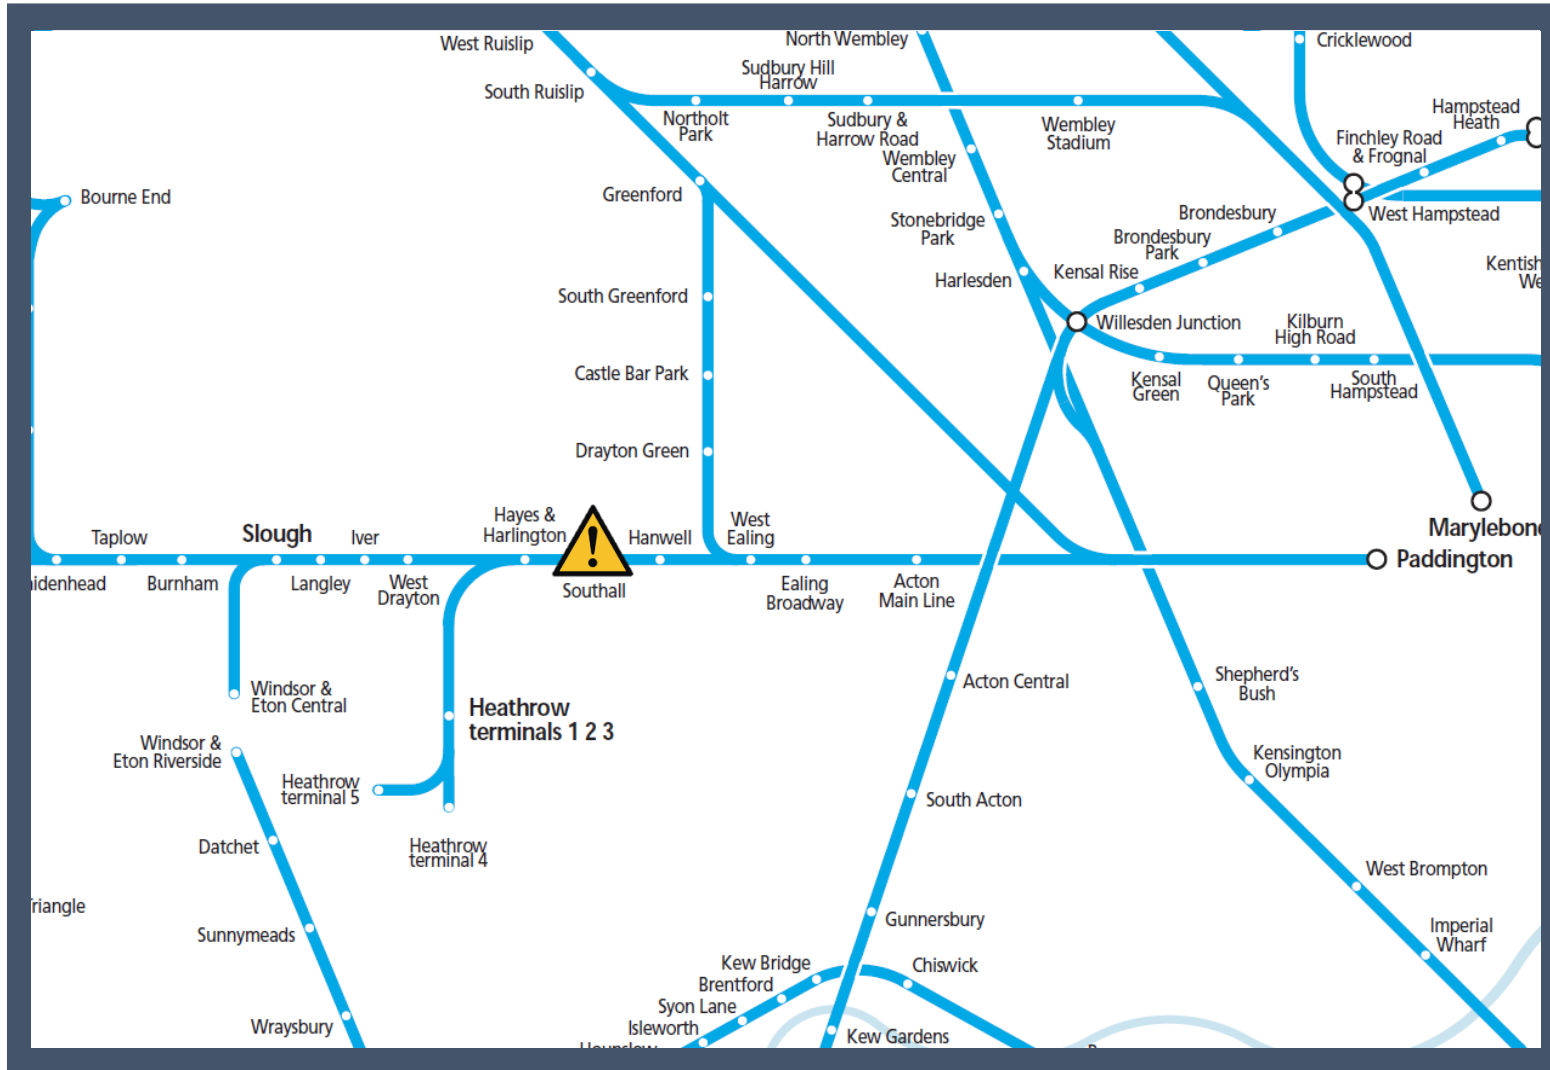 West Ruislip
North Wembley
Cricklewood
South Ruislip
Sudbury Hill
Harrow
Northolt
Park
Sudbury &
Harrow Road
Wembley
Stadium
Hampstead
Heath
Finchley Road
& Frognal
Wembley
Central
Bourne End
Greenford
Stonebridge
Park
Brondesbury
West Hampstead
Brondesbury
Park
Harlesden
Kensal Rise
Kentish
We
South Greenford
Willesden Junction
Kilburn
High Road
Castle Bar Park
Kensal
Green
Queen's
Park
South
Hampstead
Drayton Green
Marylebone
Taplow
Slough
Iver
Hayes &
Harlington
!
Hanwell
West
Ealing
Paddington
idenhead
Burnham
Langley
West
Drayton
Southall
Ealing
Broadway
Acton
Main Line
Windsor &
Eton Central
Heathrow
terminals 1 2 3
Acton Central
Shepherd's
Bush
Windsor &
Eton Riverside
Heathrow
terminal 5
Kensington
Olympia
South Acton
Datchet
Heathrow
terminal 4
West Brompton
riangle
Sunnymeads
Gunnersbury
Imperial
Wharf
Kew Bridge
Chiswick
Brentford
Syon Lane
Isleworth
Wraysbury
Kew Gardens
Hounslow